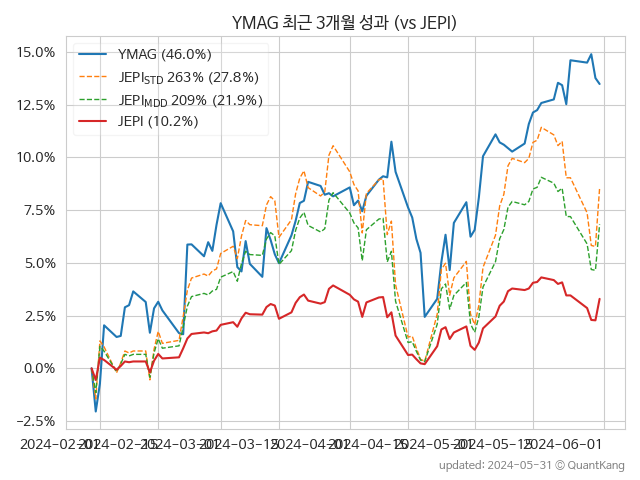 YMAG 최근 3개월 성과 (vs JEPI)
15.0%
12.5%
10.0%
7.5%
5.0%
2.5%
0.0%
−2.5%
YMAG (46.0%)
JEPI_STD 263% (27.8%)
JEPI_MDD 209% (21.9%)
JEPI (10.2%)
2024-02-01 2024-02-15 2024-03-01 2024-03-15 2024-04-01 2024-04-15 2024-05-01 2024-05-15 2024-06-01
updated: 2024-05-31 © QuantKang